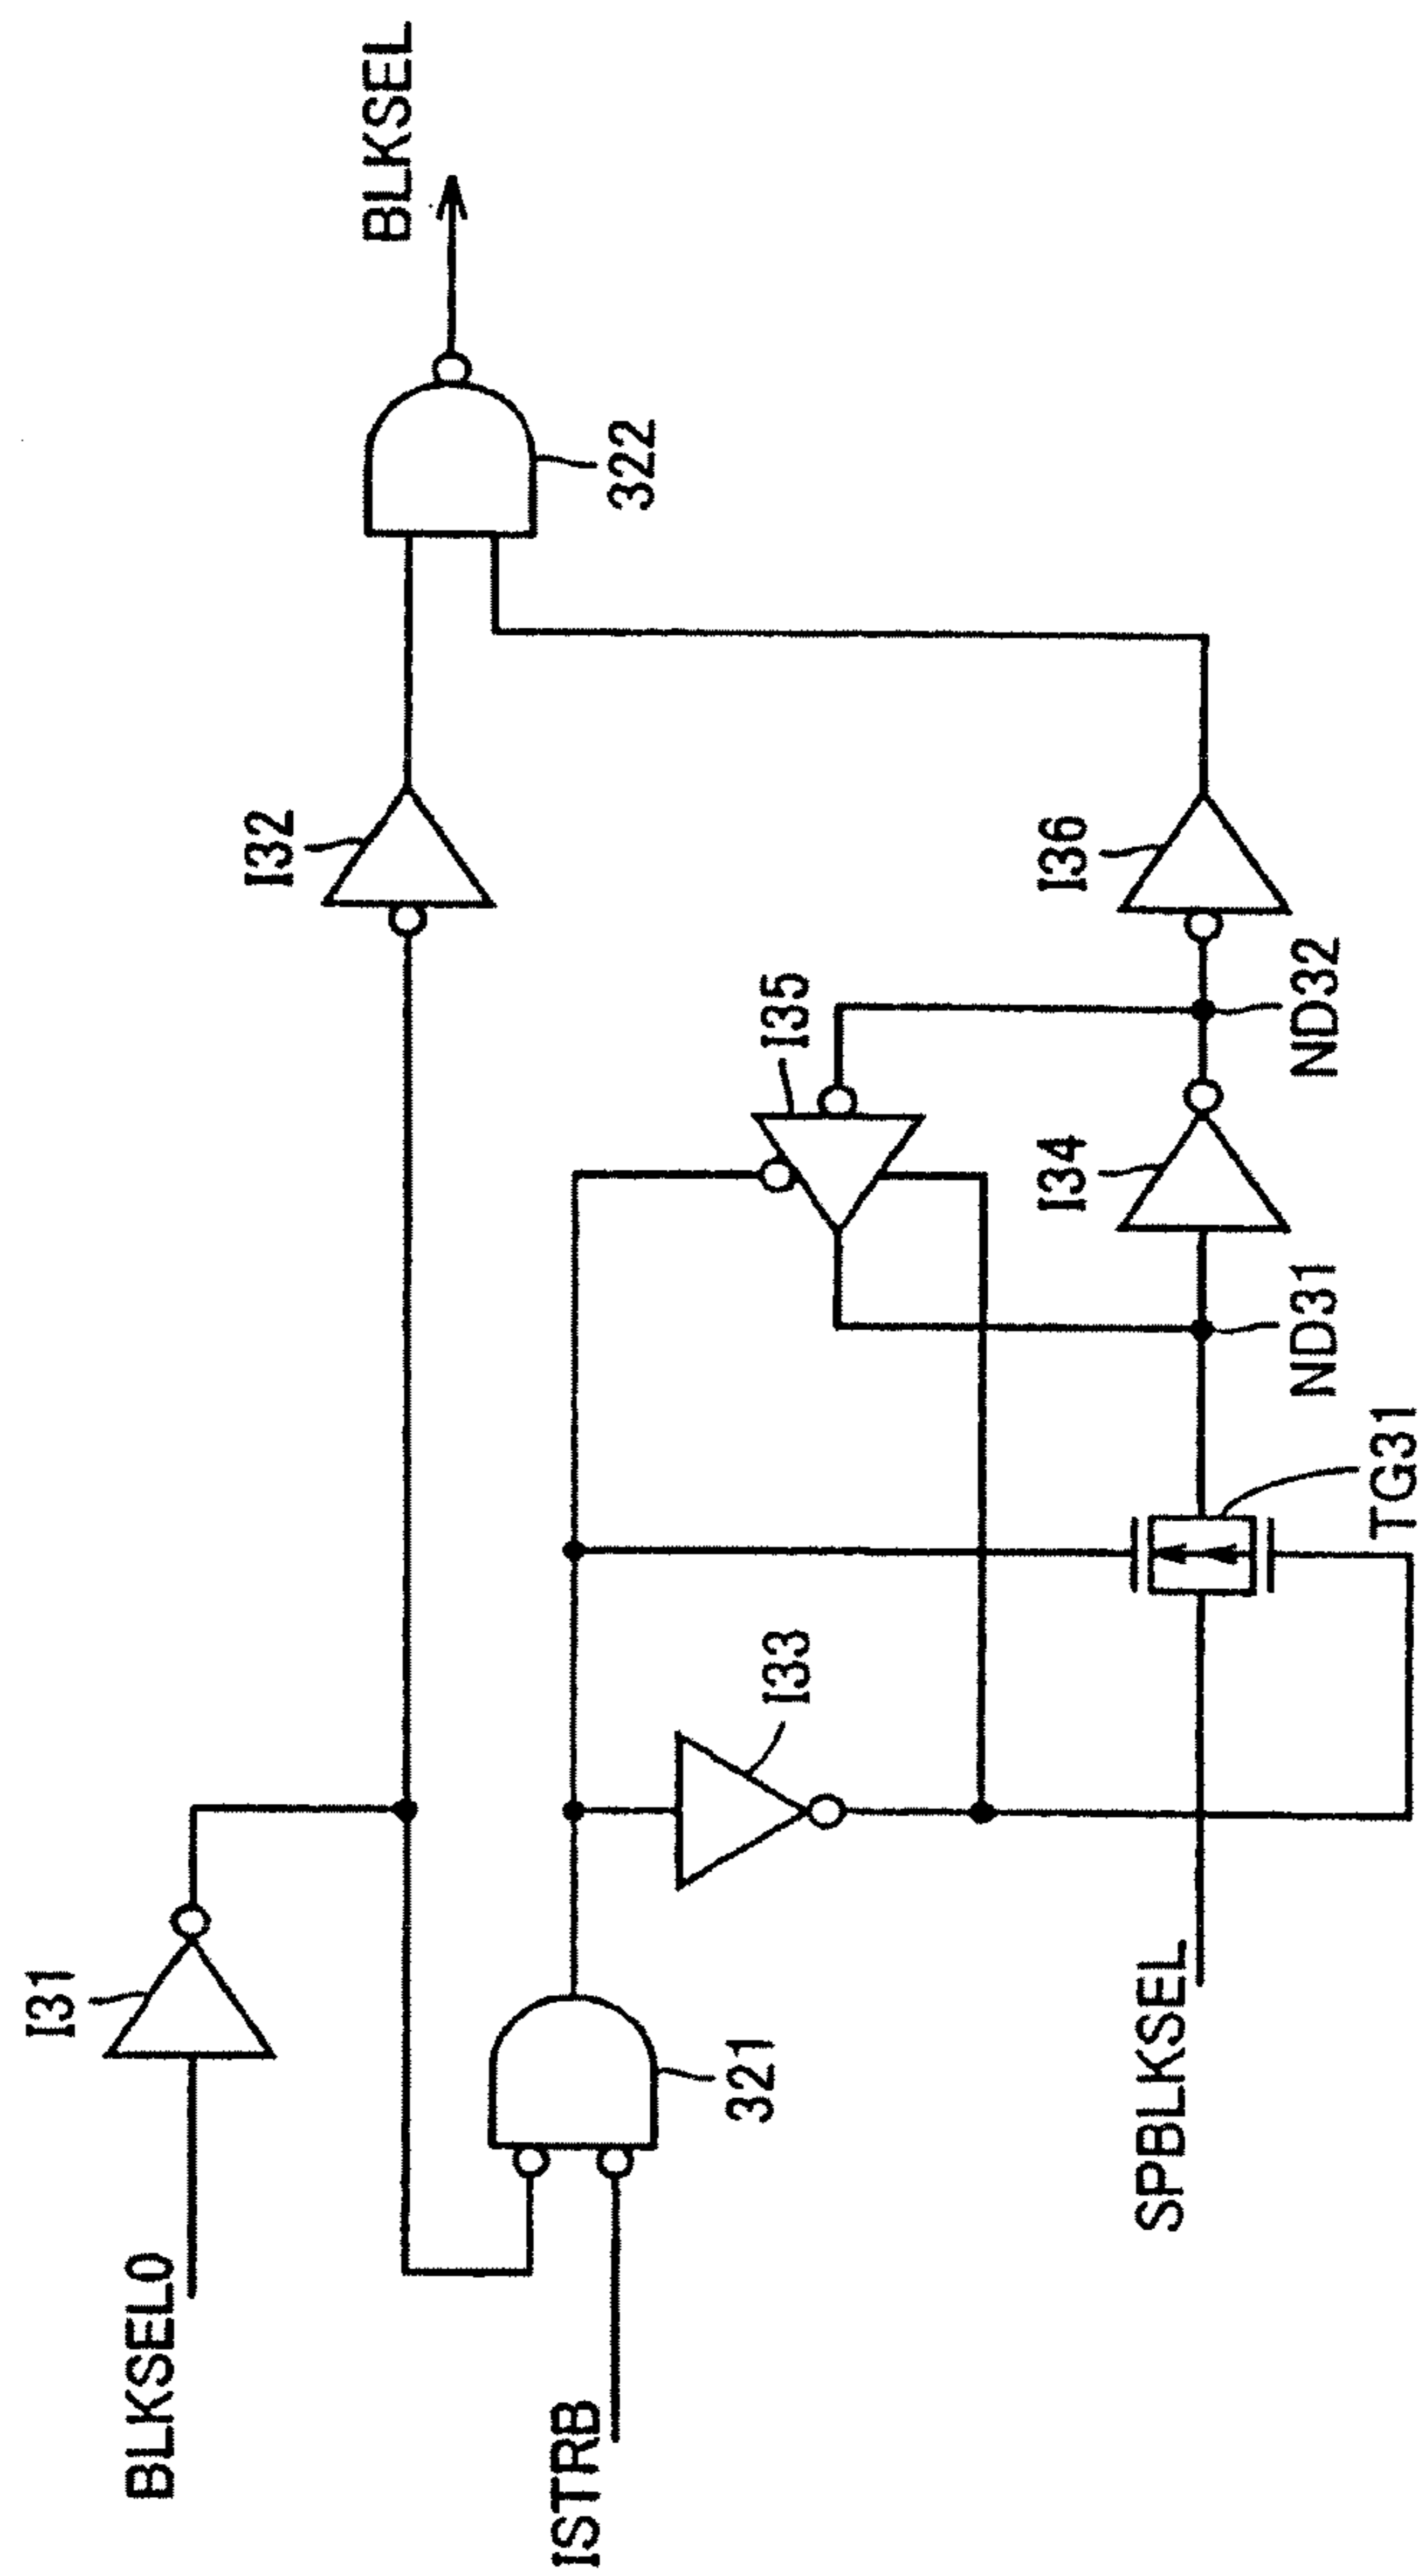 BLKSEL0
I31
I32
322
BLKSEL
ISTRB
321
I33
I35
SPBLKSEL
TG31
ND31
I34
ND32
I36